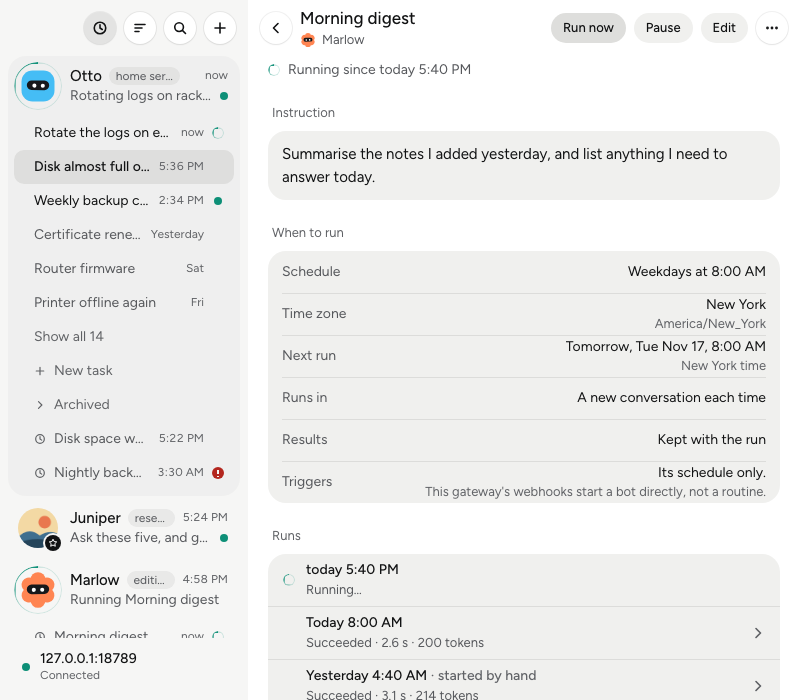 Otto home ser... now
Rotating logs on rack...
Rotate the logs on e... now
Disk almost full o... 5:36 PM
Weekly backup c... 2:34 PM
Certificate rene... Yesterday
Router firmware Sat
Printer offline again Fri
Show all 14
New task
Archived
Disk space w... 5:22 PM
Nightly back... 3:30 AM
Juniper rese... 5:24 PM
Ask these five, and g...
Marlow editi... 4:58 PM
Running Morning digest
Morning digest now
127.0.0.1:18789
Connected
Morning digest
Marlow
Run now
Pause
Edit
Running since today 5:40 PM
Instruction
Summarise the notes I added yesterday, and list anything I need to
answer today.
When to run
Schedule Weekdays at 8:00 AM
Time zone New York
America/New_York
Next run Tomorrow, Tue Nov 17, 8:00 AM
New York time
Runs in A new conversation each time
Results Kept with the run
Triggers Its schedule only.
This gateway's webhooks start a bot directly, not a routine.
Runs
today 5:40 PM
Running...
Today 8:00 AM
Succeeded · 2.6 s · 200 tokens
Yesterday 4:40 AM · started by hand
Succeeded · 3.1 s · 214 tokens